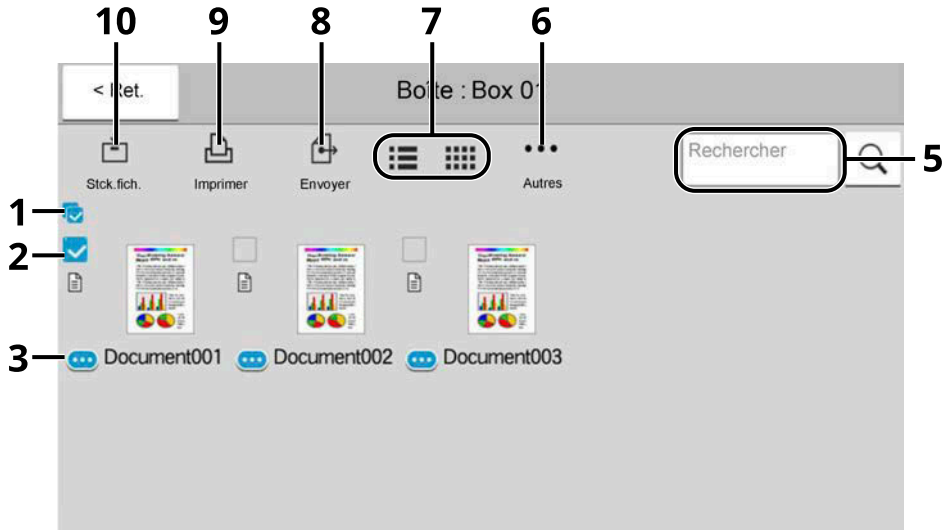 10 9 8 7 6
< Ret.
Boîte : Box 01
Stck.fich.
Imprimer
Envoyer
Autres
Rechercher
5
1
2
3
Document001
Document002
Document003